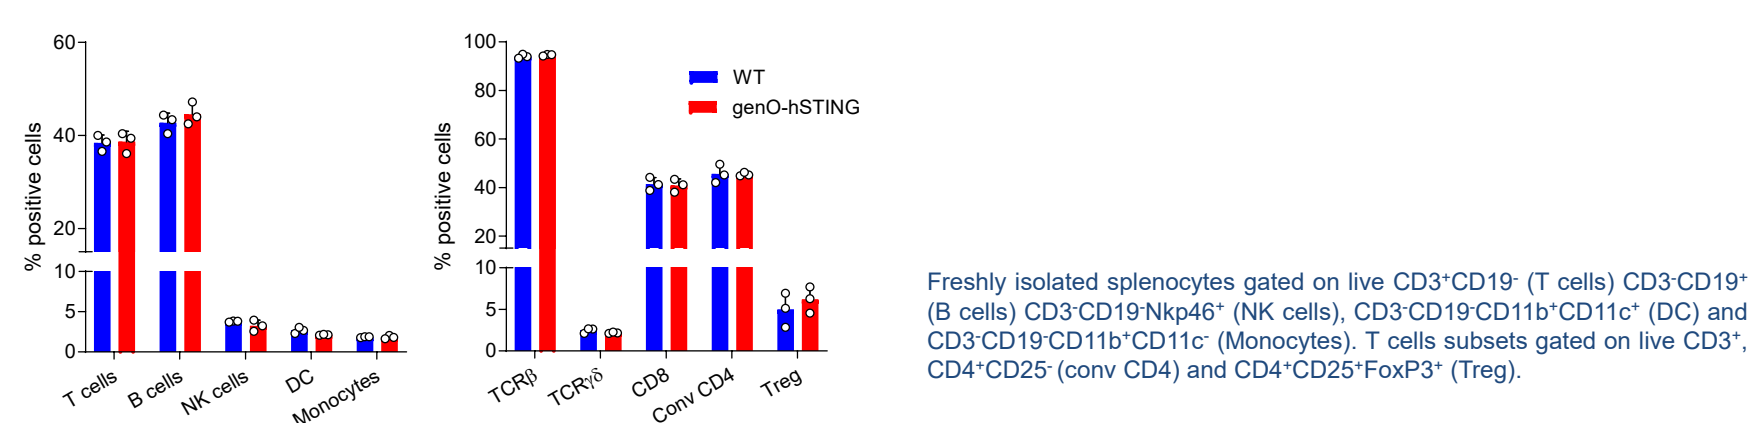 % positive cells
60
40
20
10
5
0
T cells
B cells
NK cells
DC
Monocytes
% positive cells
100
80
60
40
20
10
5
0
TCRβ
TCRγδ
CD8
Conv CD4
Treg
WT
genO-hSTING
Freshly isolated splenocytes gated on live CD3⁺CD19⁻ (T cells) CD3⁻CD19⁺
(B cells) CD3⁻CD19⁻Nkp46⁺ (NK cells), CD3⁻CD19⁻CD11b⁺CD11c⁺ (DC) and
CD3⁻CD19⁻CD11b⁺CD11c⁻ (Monocytes). T cells subsets gated on live CD3⁺,
CD4⁺CD25⁻ (conv CD4) and CD4⁺CD25⁺FoxP3⁺ (Treg).